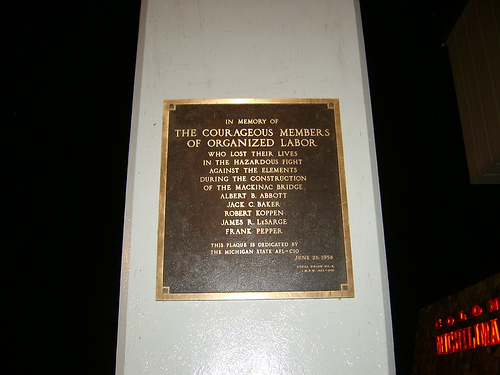 IN MEMORY OF
THE COURAGEOUS MEMBERS
OF ORGANIZED LABOR
WHO LOST THEIR LIVES
IN THE HAZARDOUS FIGHT
AGAINST THE ELEMENTS
DURING THE CONSTRUCTION
OF THE MACKINAC BRIDGE
ALBERT B. ABBOTT
JACK C. BAKER
ROBERT KOPPEN
JAMES R. LeSARGE
FRANK PEPPER
THIS PLAQUE IS DEDICATED BY
THE MICHIGAN STATE AFL-CIO
JUNE 25, 1958
COLON
MICHILIMA